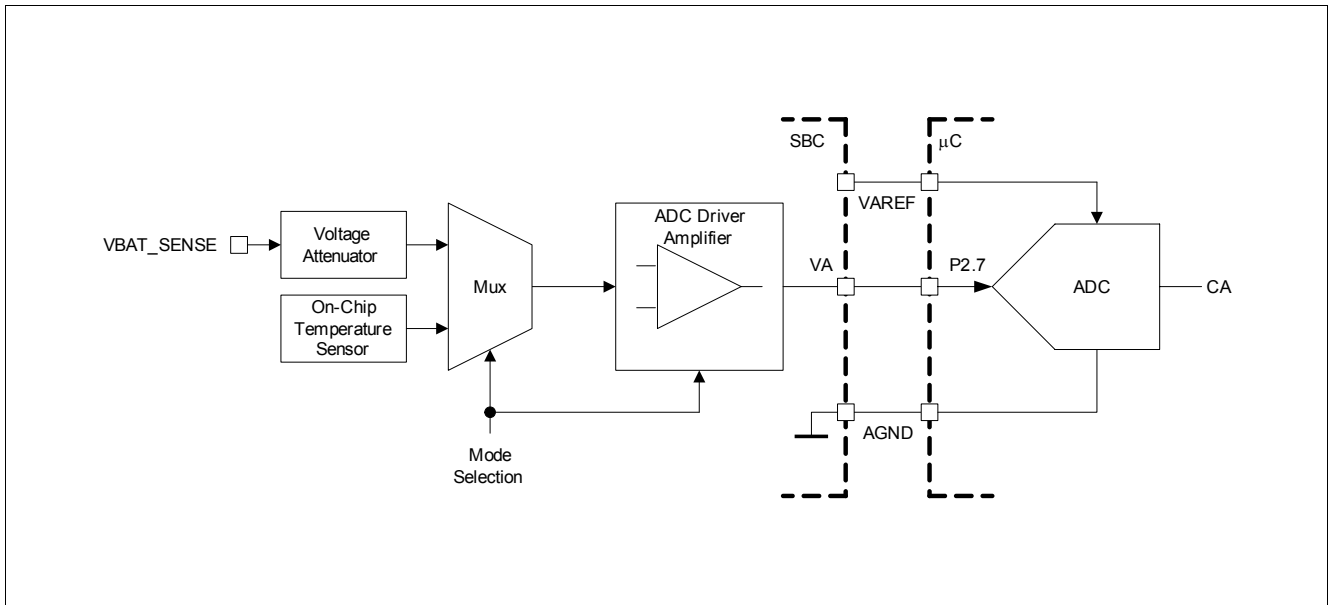 SBC
µC
VAREF
ADC Driver
Amplifier
VBAT_SENSE
Voltage
Attenuator
Mux
VA
P2.7
ADC
CA
On-Chip
Temperature
Sensor
AGND
Mode
Selection